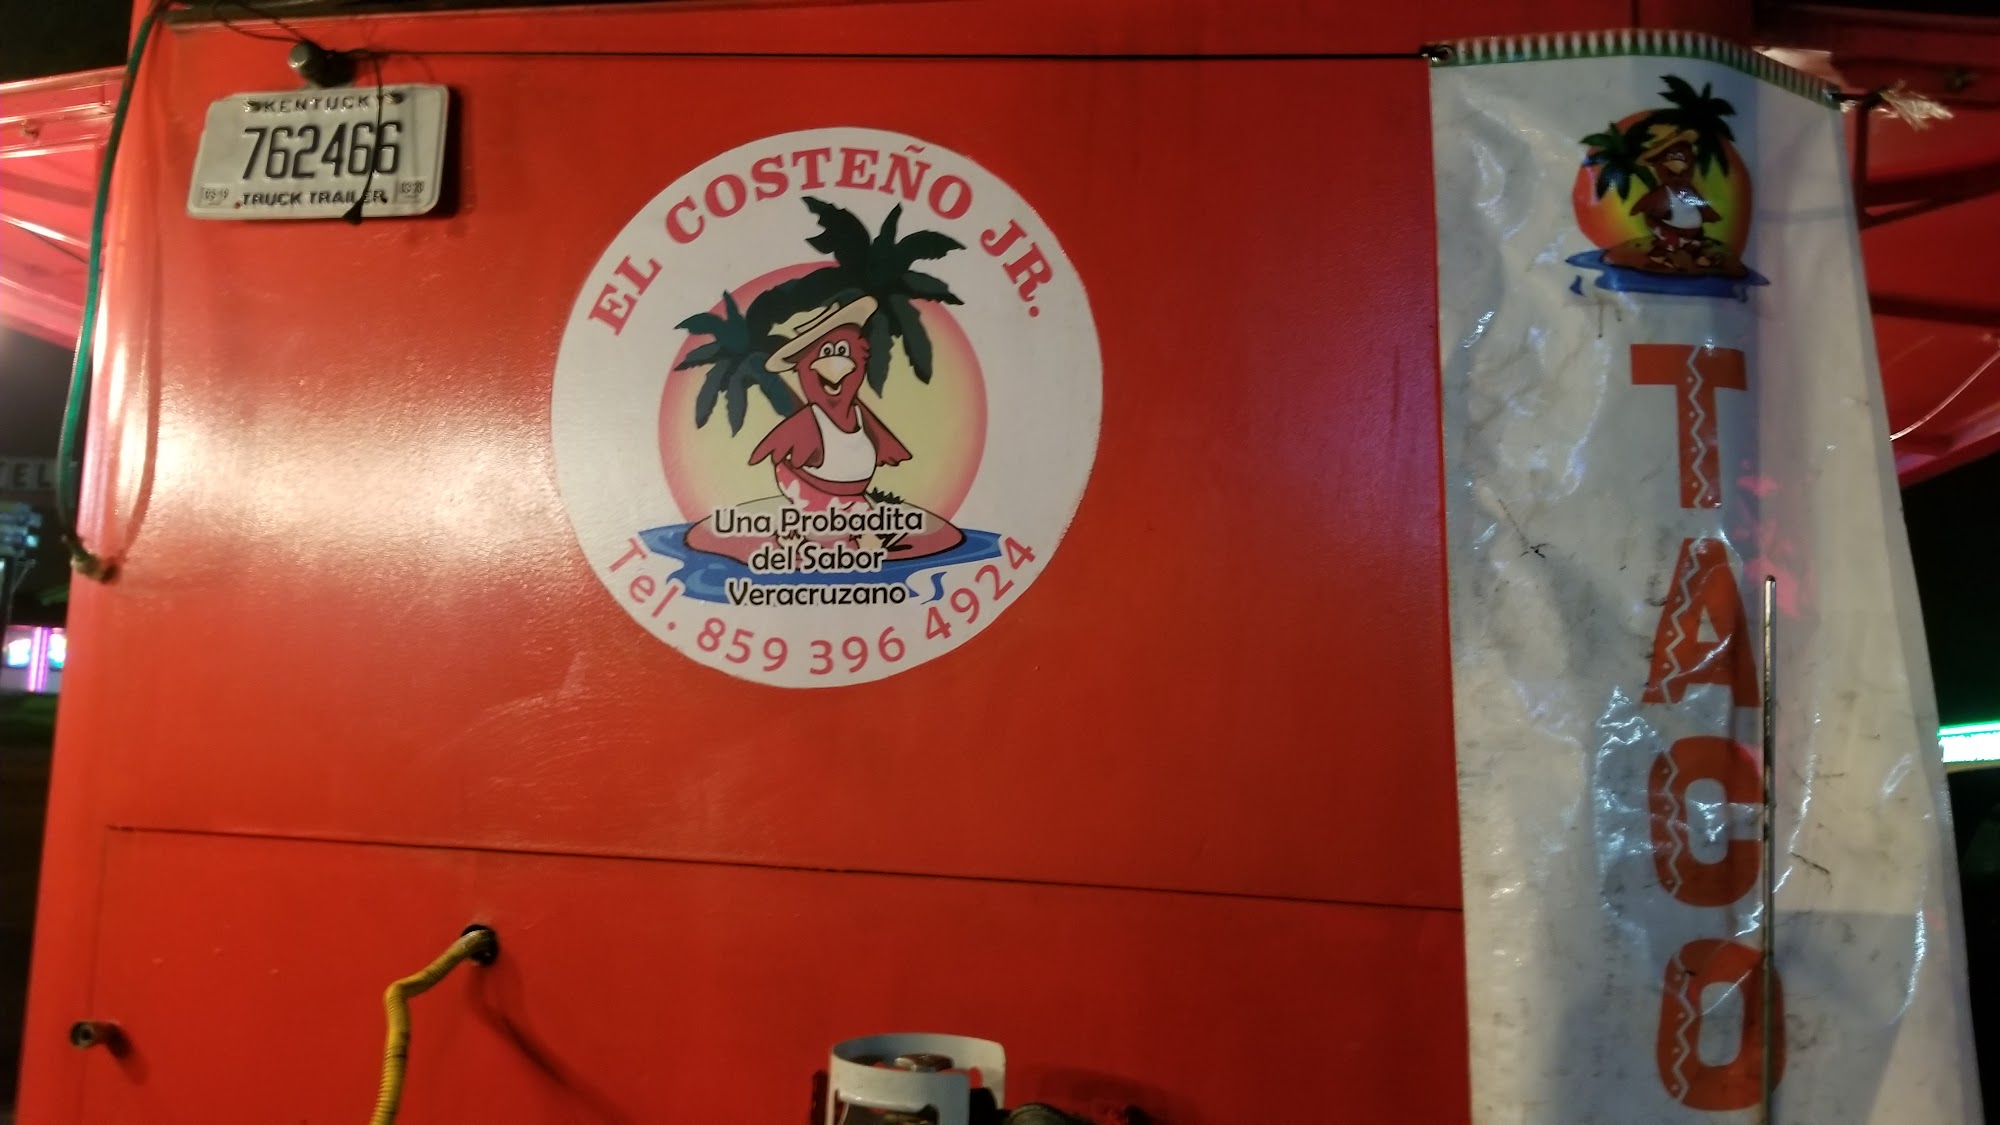 KENTUCKY
762466
TRUCK TRAILER
EL COSTEÑO JR.
Una Probadita
del Sabor
Veracruzano
Tel. 859 396 4924
TACO